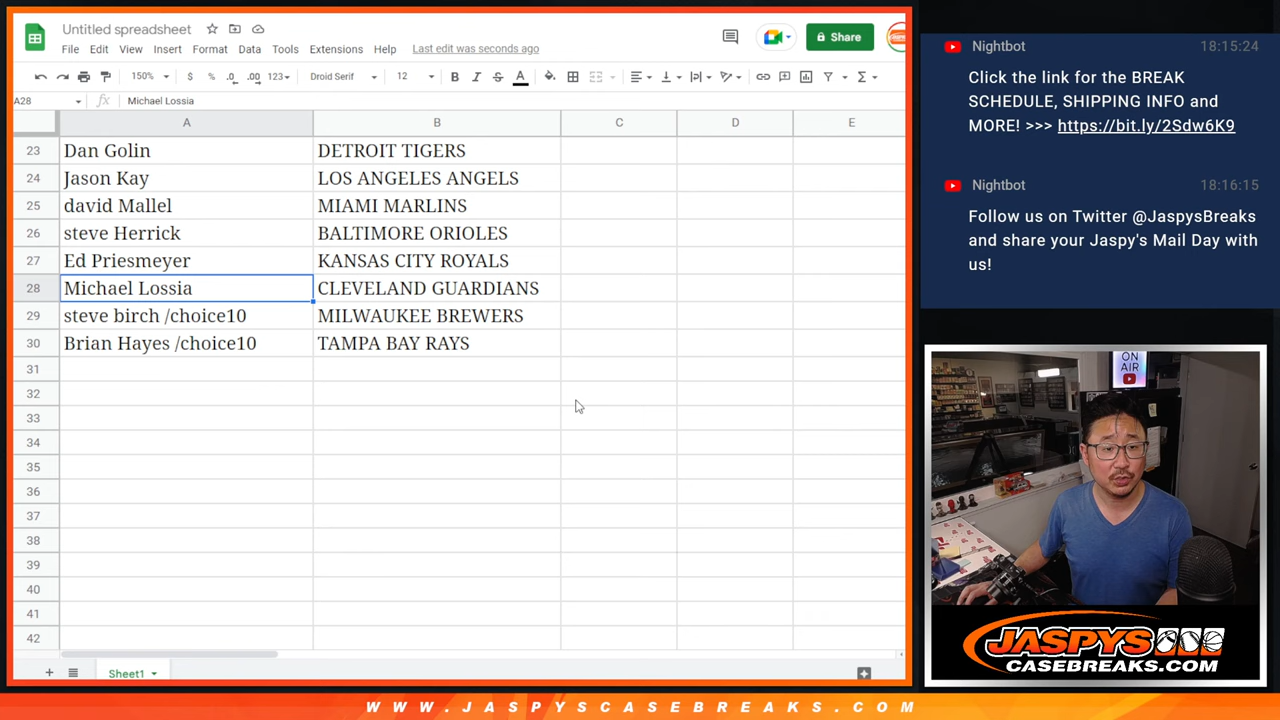 Untitled spreadsheet
File Edit View Insert Format Data Tools Extensions Help Last edit was seconds ago
Share
150% $ % .0 .00 123 Droid Serif 12 B I S A
A28 fx Michael Lossia
A B C D E
23 Dan Golin DETROIT TIGERS
24 Jason Kay LOS ANGELES ANGELS
25 david Mallel MIAMI MARLINS
26 steve Herrick BALTIMORE ORIOLES
27 Ed Priesmeyer KANSAS CITY ROYALS
28 Michael Lossia CLEVELAND GUARDIANS
29 steve birch /choice10 MILWAUKEE BREWERS
30 Brian Hayes /choice10 TAMPA BAY RAYS
31
32
33
34
35
36
37
38
39
40
41
42
Sheet1
Nightbot 18:15:24
Click the link for the BREAK
SCHEDULE, SHIPPING INFO and
MORE! >>> https://bit.ly/2Sdw6K9
Nightbot 18:16:15
Follow us on Twitter @JaspysBreaks
and share your Jaspy's Mail Day with
us!
ON
AIR
JASPYS
CASEBREAKS.COM
WWW.JASPYSCASEBREAKS.COM